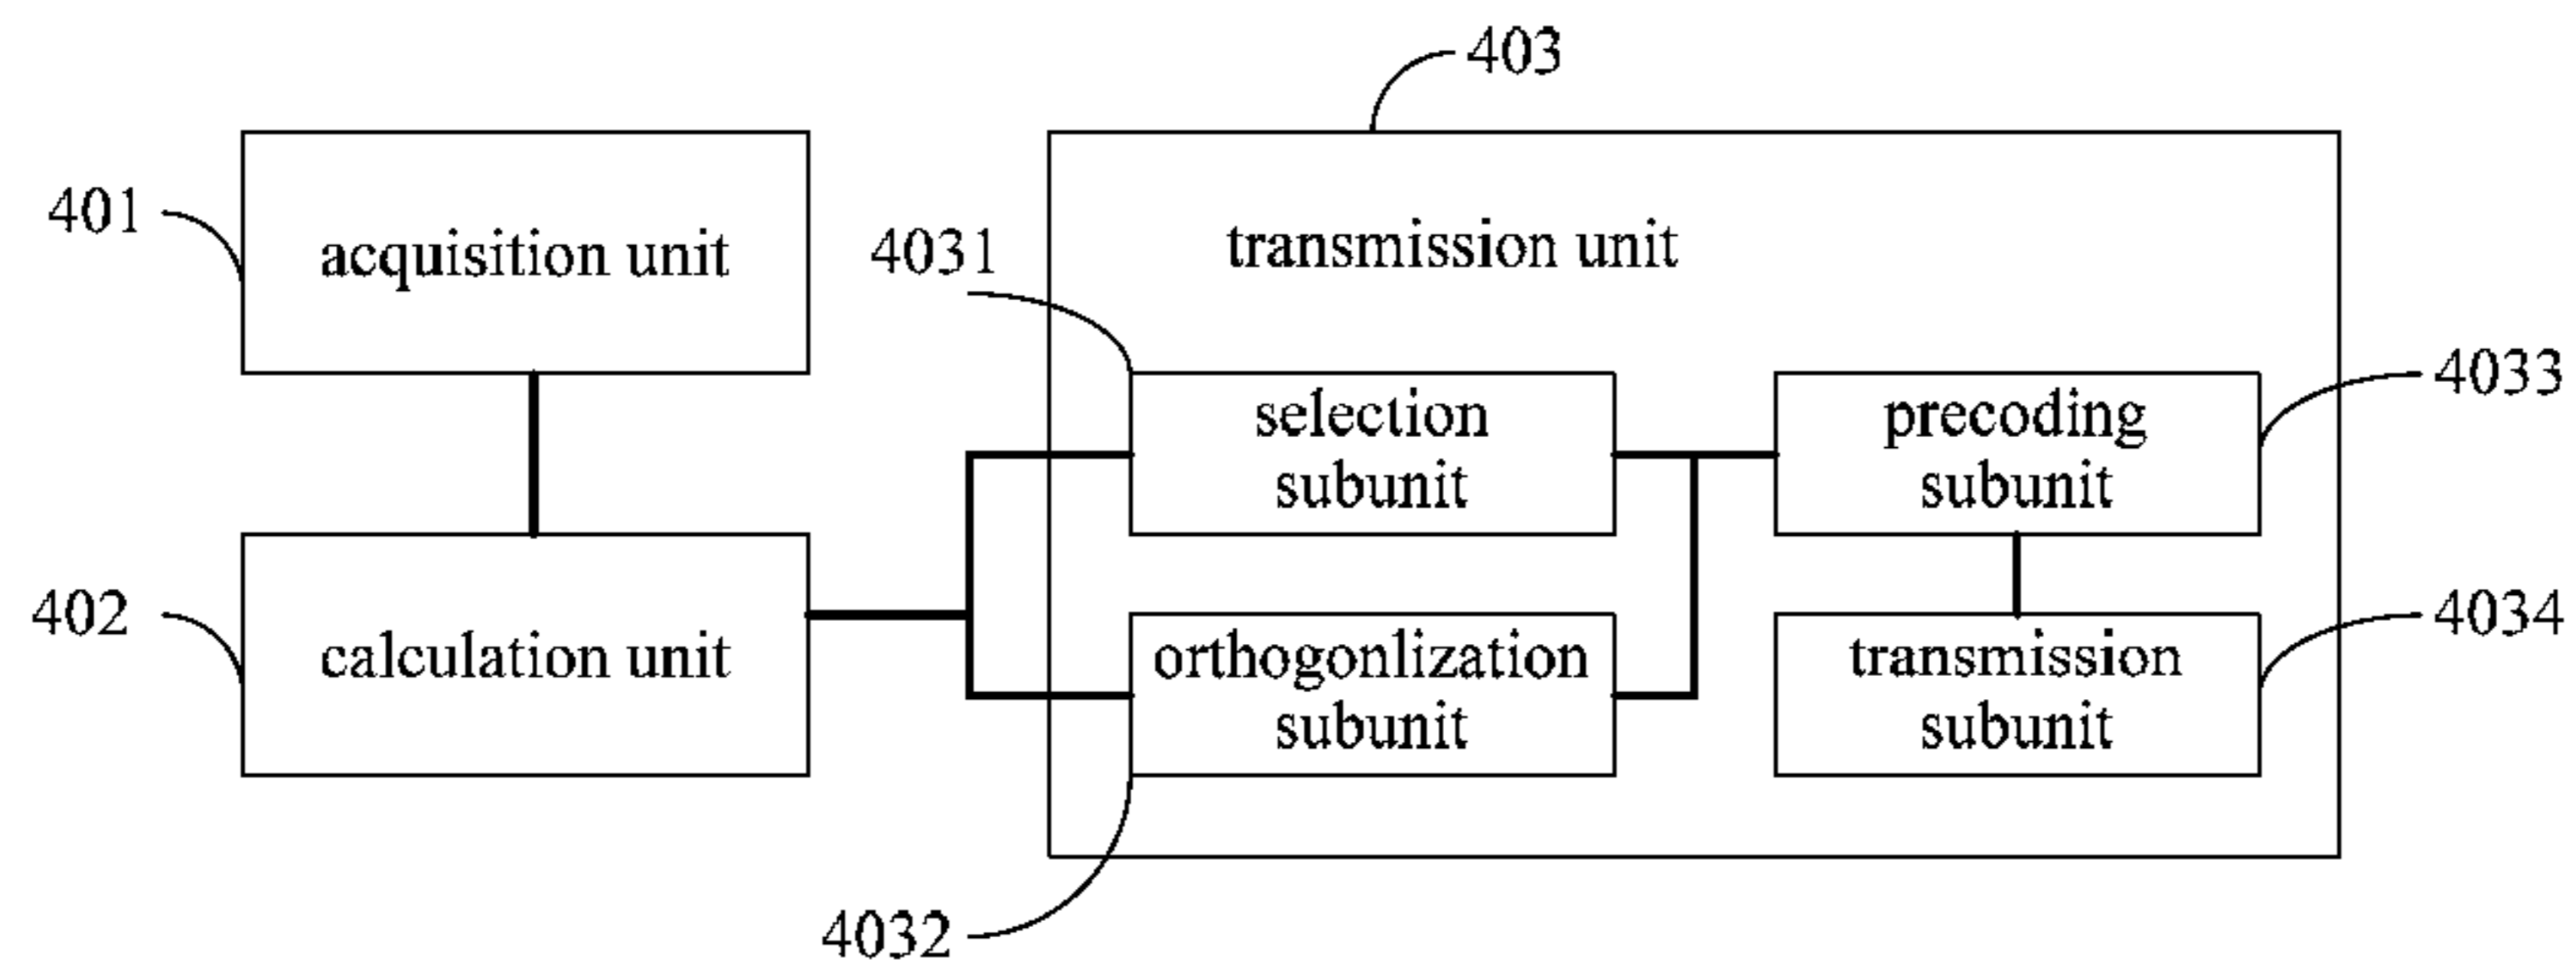 403
401
acquisition unit
4031
transmission unit
selection
subunit
precoding
subunit
4033
402
calculation unit
orthogonlization
subunit
transmission
subunit
4034
4032